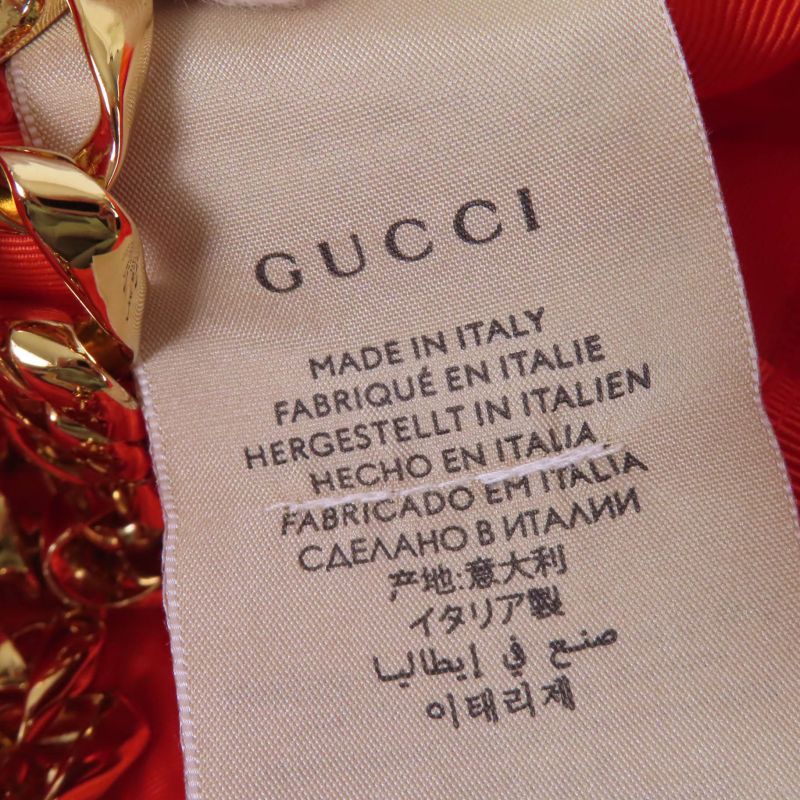 GUCCI
MADE IN ITALY
FABRIQUÉ EN ITALIE
HERGESTELLT IN ITALIEN
HECHO EN ITALIA
FABRICADO EM ITALIA
СДЕЛАНО В ИТАЛИИ
产地:意大利
イタリア製
صنع في إيطاليا
이태리제